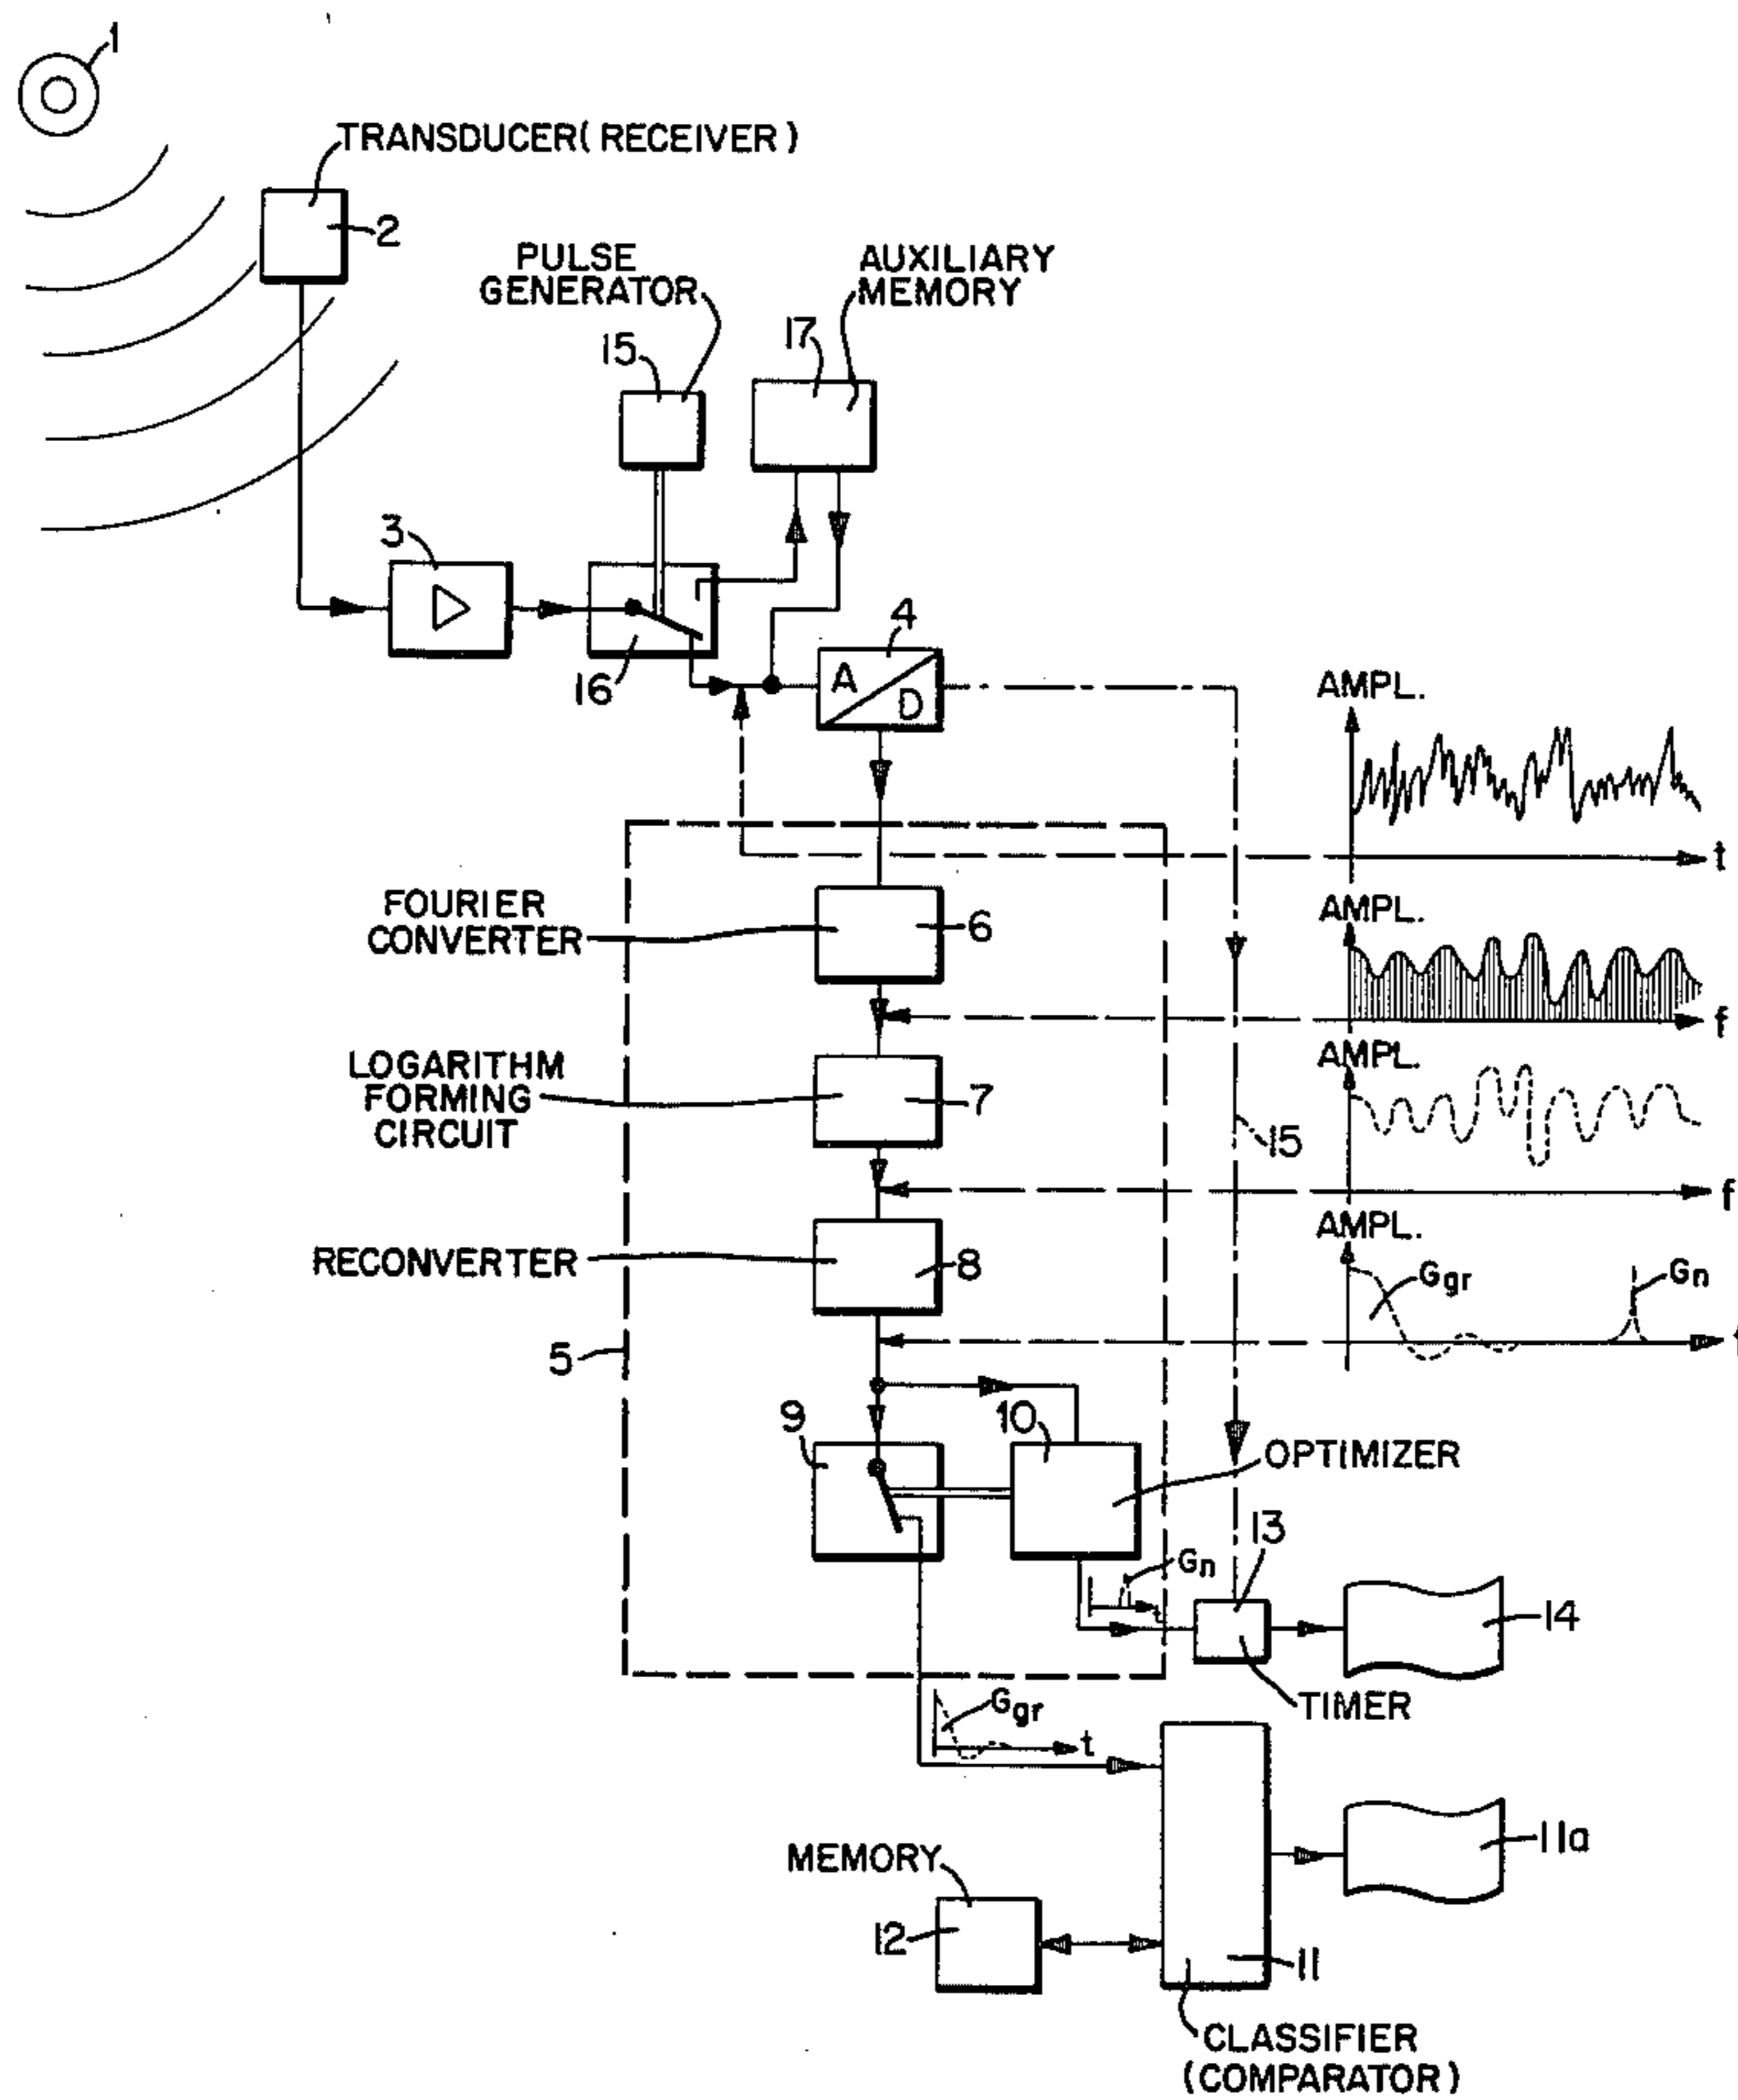 1
TRANSDUCER(RECEIVER)
2
PULSE
GENERATOR
AUXILIARY
MEMORY
15
17
3
16
4
A
D
AMPL.
t
FOURIER
CONVERTER
6
AMPL.
f
LOGARITHM
FORMING
CIRCUIT
7
15
AMPL.
f
RECONVERTER
8
AMPL.
Ggr
Gn
5
9
10
OPTIMIZER
13
Gn
14
TIMER
Ggr
t
11a
MEMORY
12
11
CLASSIFIER
(COMPARATOR)